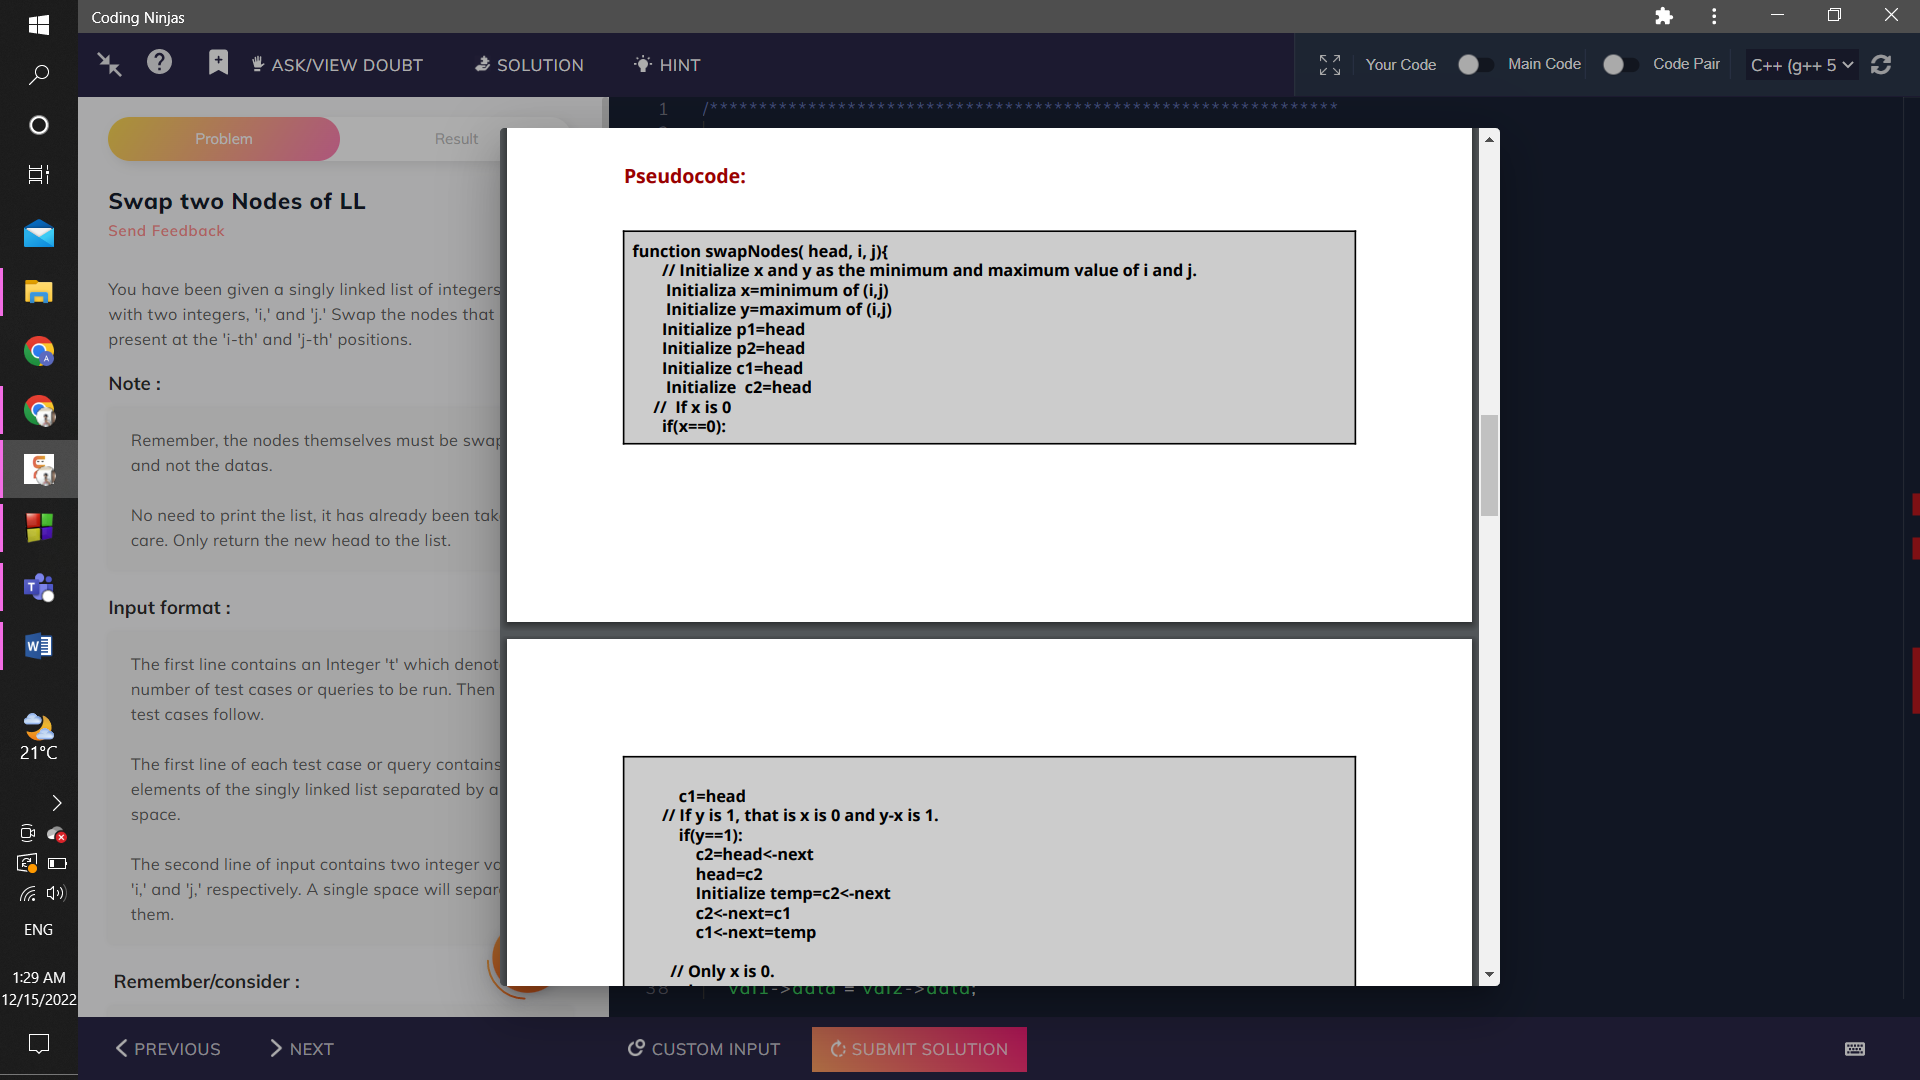 Coding Ninjas
ASK/VIEW DOUBT
SOLUTION
HINT
Your Code
Main Code
Code Pair
C++ (g++ 5
Problem
Result
Swap two Nodes of LL
Send Feedback
You have been given a singly linked list of integers
with two integers, 'i,' and 'j.' Swap the nodes that
present at the 'i-th' and 'j-th' positions.
Note :
Remember, the nodes themselves must be swap
and not the datas.
No need to print the list, it has already been tak
care. Only return the new head to the list.
Input format :
The first line contains an Integer 't' which denot
number of test cases or queries to be run. Then
test cases follow.
The first line of each test case or query contains
elements of the singly linked list separated by a
space.
The second line of input contains two integer va
'i,' and 'j,' respectively. A single space will separ
them.
Remember/consider :
1
/****************************************************************
Pseudocode:
function swapNodes( head, i, j){
// Initialize x and y as the minimum and maximum value of i and j.
Initializa x=minimum of (i,j)
Initialize y=maximum of (i,j)
Initialize p1=head
Initialize p2=head
Initialize c1=head
Initialize c2=head
// If x is 0
if(x==0):
c1=head
// If y is 1, that is x is 0 and y-x is 1.
if(y==1):
c2=head<-next
head=c2
Initialize temp=c2<-next
c2<-next=c1
c1<-next=temp
// Only x is 0.
38
val1->data = val2->data;
PREVIOUS
NEXT
CUSTOM INPUT
SUBMIT SOLUTION
21°C
ENG
1:29 AM
12/15/2022